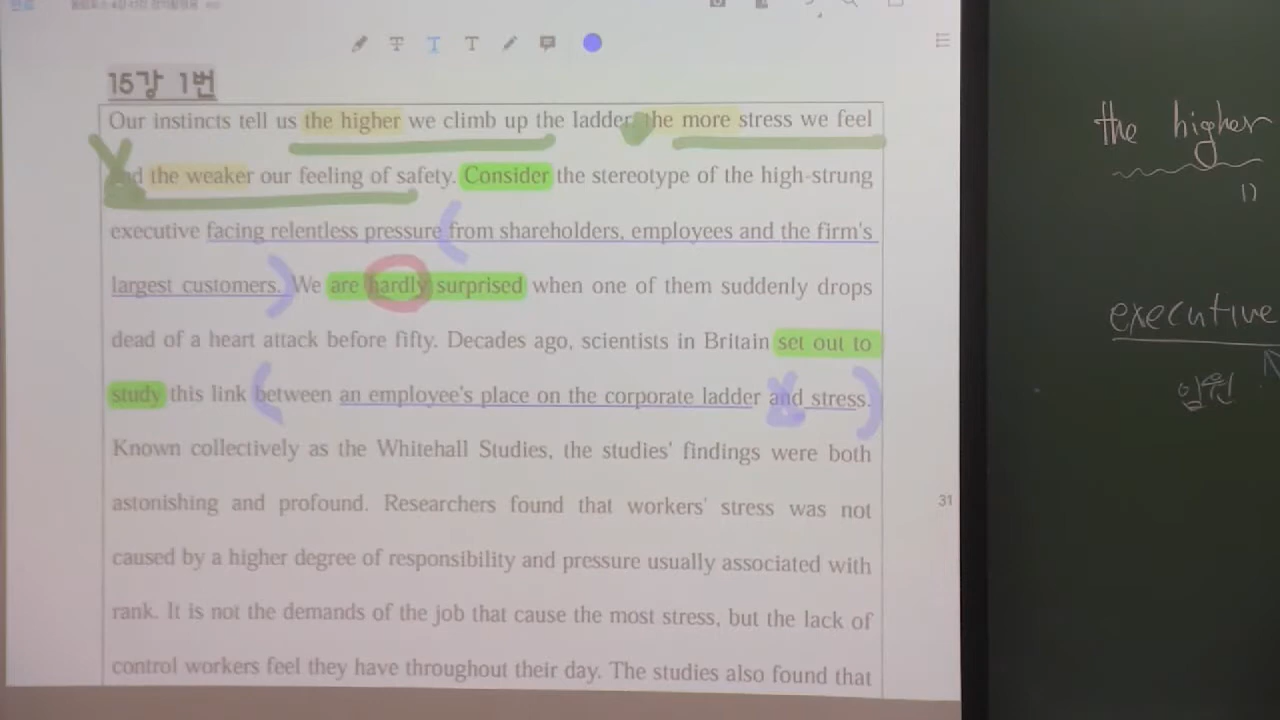 15강 1번
Our instincts tell us the higher we climb up the ladder, the more stress we feel
and the weaker our feeling of safety. Consider the stereotype of the high-strung
executive facing relentless pressure from shareholders, employees and the firm's
largest customers. We are hardly surprised when one of them suddenly drops
dead of a heart attack before fifty. Decades ago, scientists in Britain set out to
study this link between an employee's place on the corporate ladder and stress.
Known collectively as the Whitehall Studies, the studies' findings were both
astonishing and profound. Researchers found that workers' stress was not
caused by a higher degree of responsibility and pressure usually associated with
rank. It is not the demands of the job that cause the most stress, but the lack of
control workers feel they have throughout their day. The studies also found that
31
the higher
1)
executive
임원